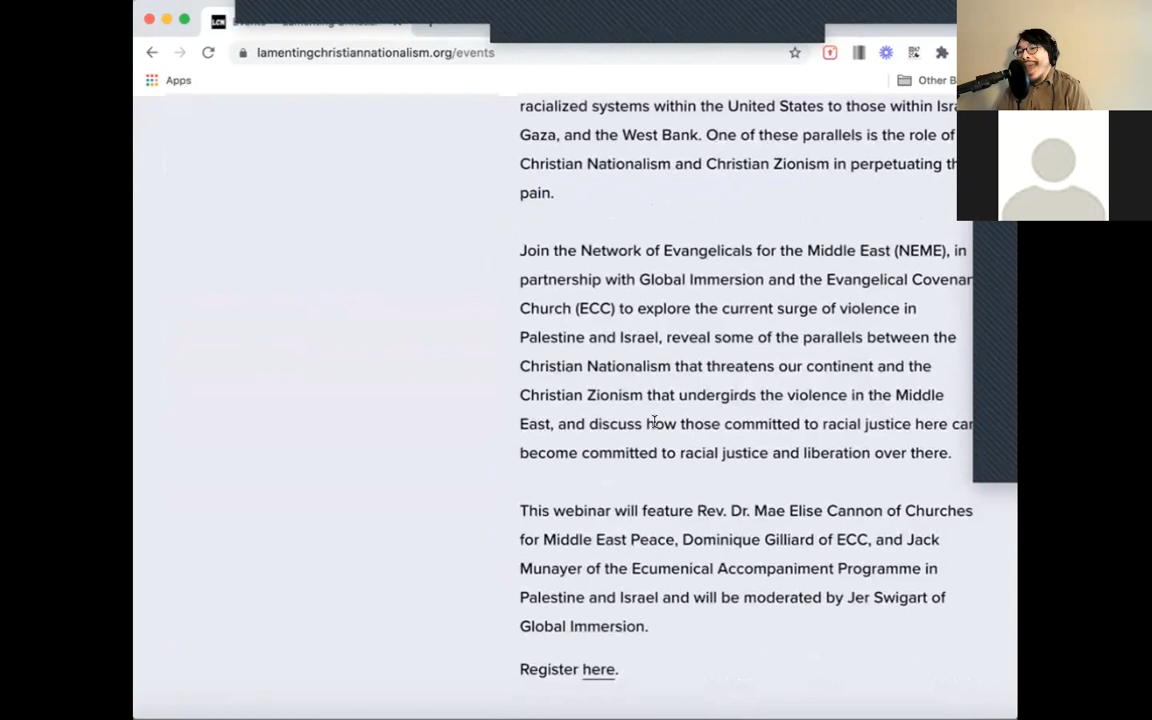 LCN
lamentingchristiannationalism.org/events
Apps
Other B
racialized systems within the United States to those within Isra
Gaza, and the West Bank. One of these parallels is the role of
Christian Nationalism and Christian Zionism in perpetuating th
pain.
Join the Network of Evangelicals for the Middle East (NEME), in
partnership with Global Immersion and the Evangelical Covenan
Church (ECC) to explore the current surge of violence in
Palestine and Israel, reveal some of the parallels between the
Christian Nationalism that threatens our continent and the
Christian Zionism that undergirds the violence in the Middle
East, and discuss how those committed to racial justice here can
become committed to racial justice and liberation over there.
This webinar will feature Rev. Dr. Mae Elise Cannon of Churches
for Middle East Peace, Dominique Gilliard of ECC, and Jack
Munayer of the Ecumenical Accompaniment Programme in
Palestine and Israel and will be moderated by Jer Swigart of
Global Immersion.
Register here.